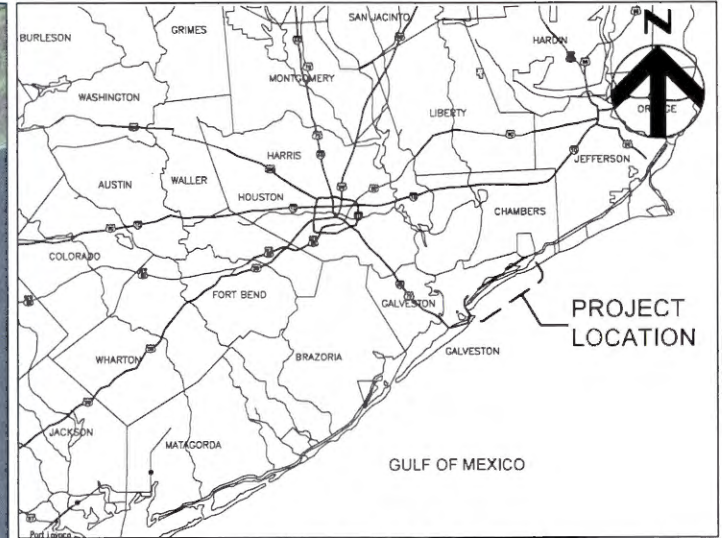 SAN JACINTO
GRIMES
BURLESON
HARDIN
N
MONTGOMERY
WASHINGTON
LIBERTY
HARRIS
JEFFERSON
AUSTIN
WALLER
HOUSTON
CHAMBERS
COLORADO
FORT BEND
GALVESTON
PROJECT
LOCATION
WHARTON
BRAZORIA
GALVESTON
JACKSON
MATAGORDA
GULF OF MEXICO
Port Lavaca